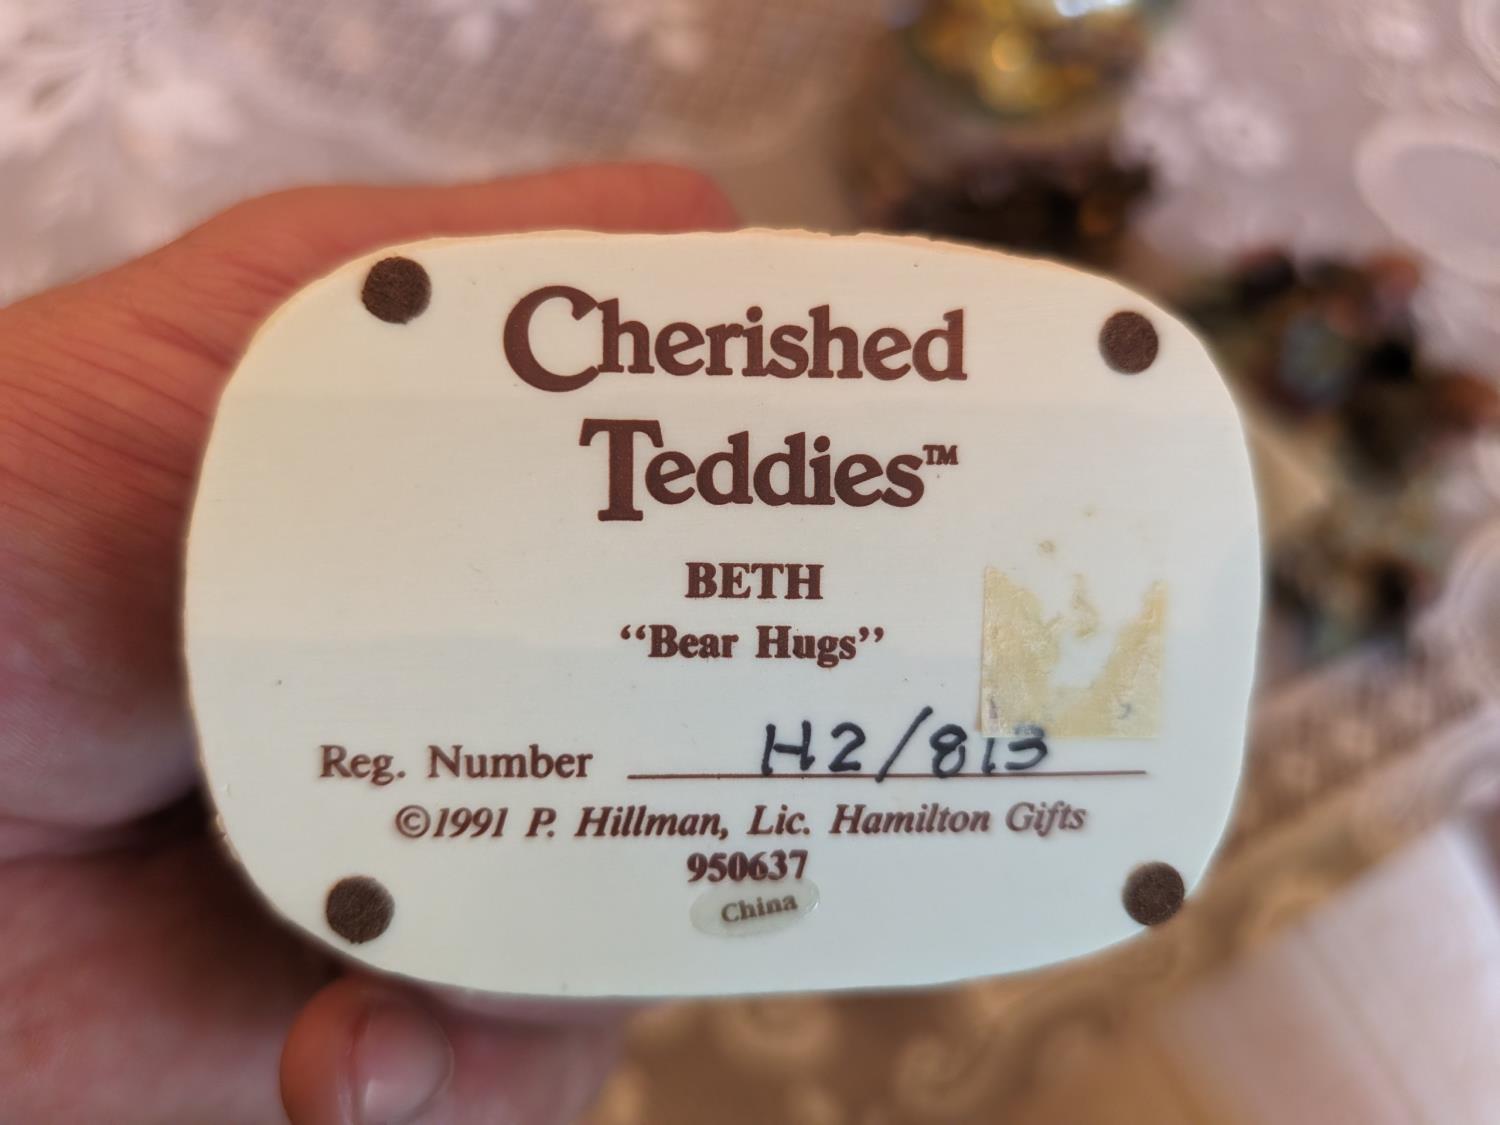 Cherished
Teddies™
BETH
“Bear Hugs”
Reg. Number H2/813
©1991 P. Hillman, Lic. Hamilton Gifts
950637
China